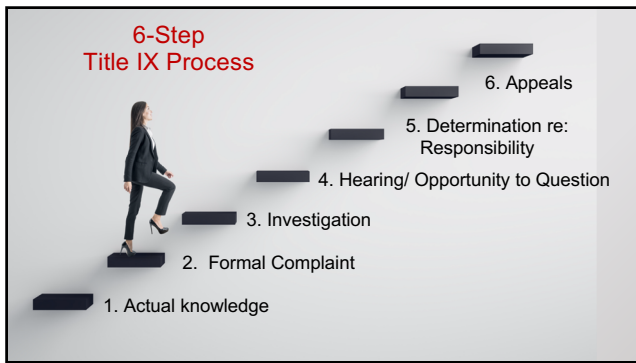 6-Step
Title IX Process
6. Appeals
5. Determination re:
Responsibility
4. Hearing/ Opportunity to Question
3. Investigation
2. Formal Complaint
1. Actual knowledge